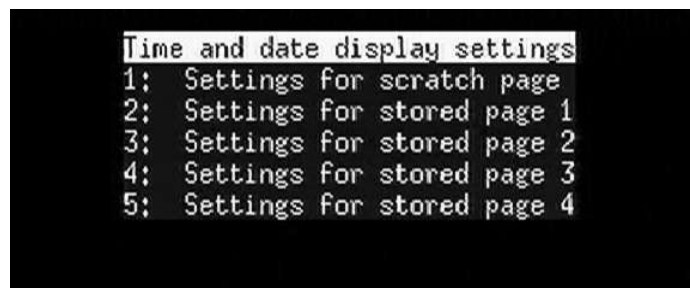 Time and date display settings
1: Settings for scratch page
2: Settings for stored page 1
3: Settings for stored page 2
4: Settings for stored page 3
5: Settings for stored page 4